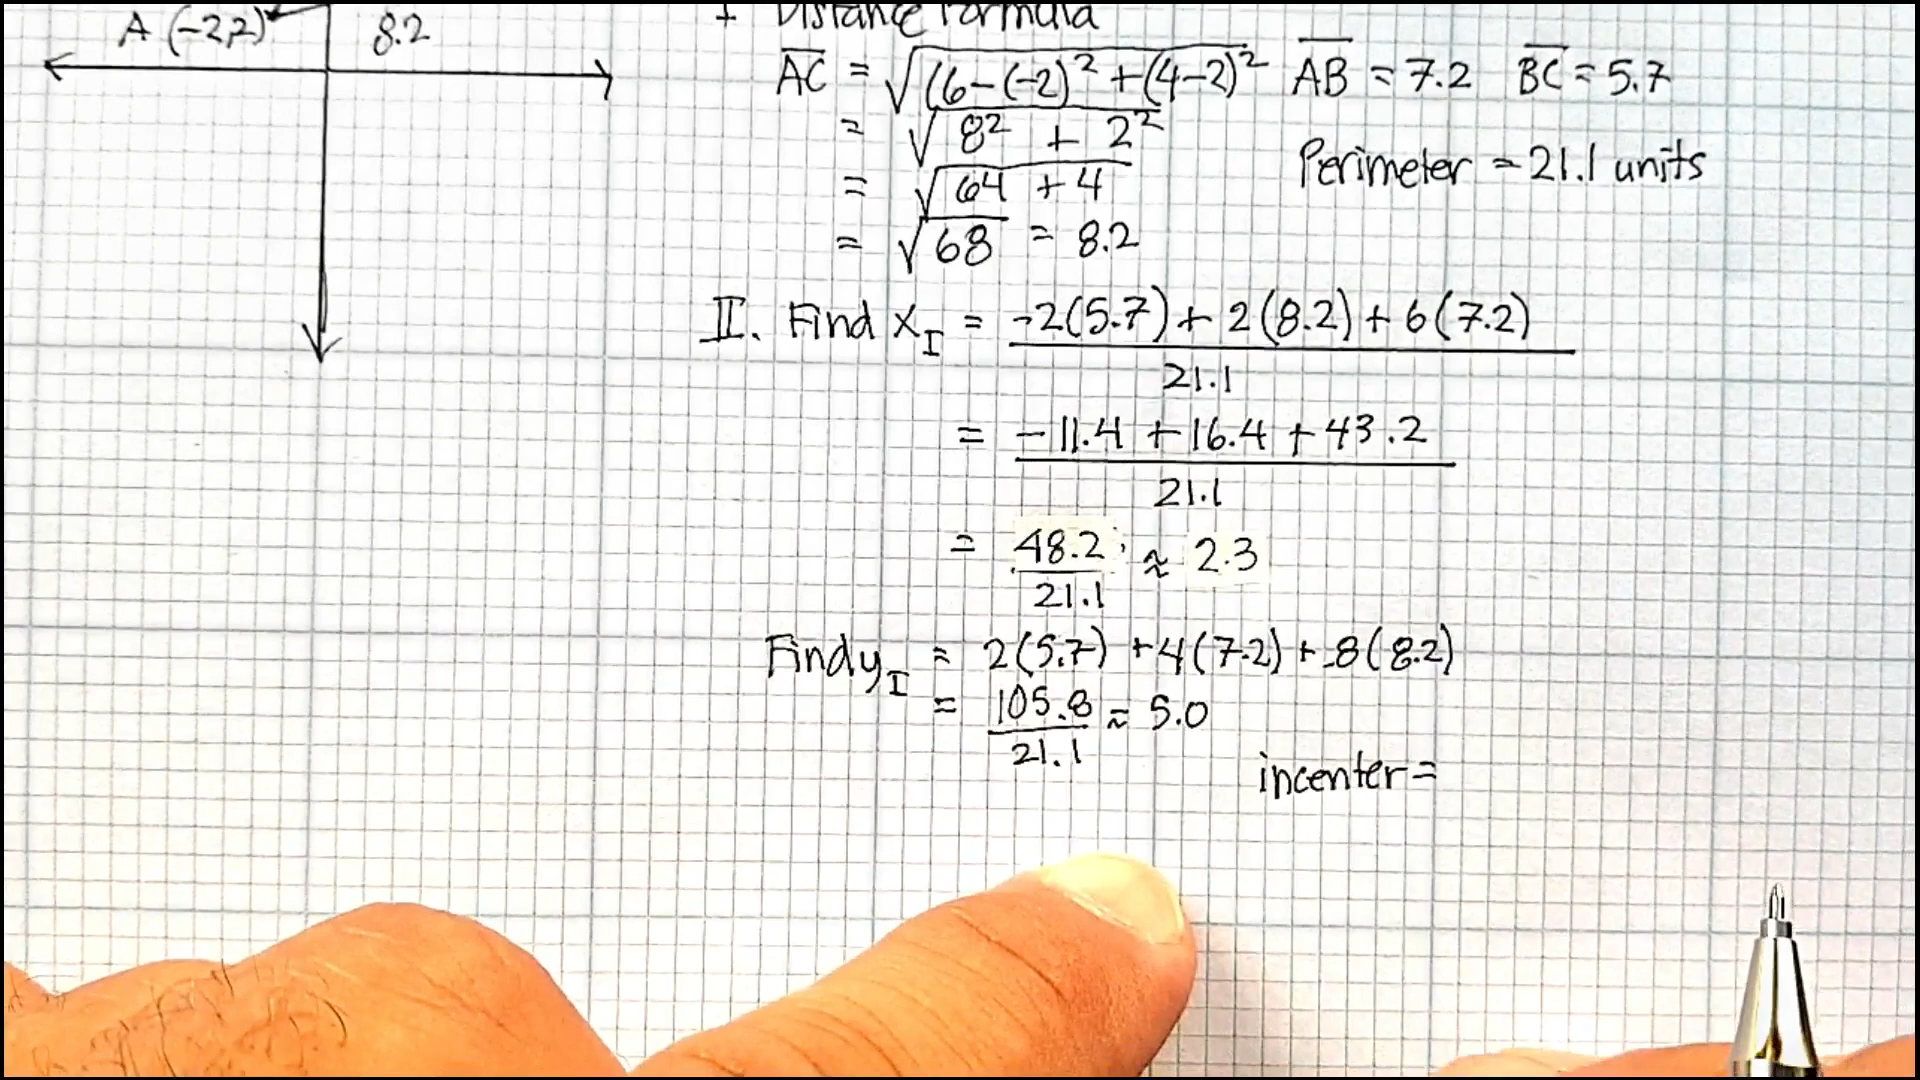 A (-2,2)
8.2
I Distance Formula
AC = √(6-(-2)² + (4-2)² AB = 7.2 BC = 5.7
= √8² + 2²
= √64 + 4
Perimeter = 21.1 units
= √68 = 8.2
II. Find x_I = -2(5.7) + 2(8.2) + 6(7.2)
21.1
= -11.4 + 16.4 + 43.2
21.1
= 48.2 ≈ 2.3
21.1
Find y_I = 2(5.7) + 4(7.2) + 8(8.2)
= 105.8 ≈ 5.0
21.1
incenter =